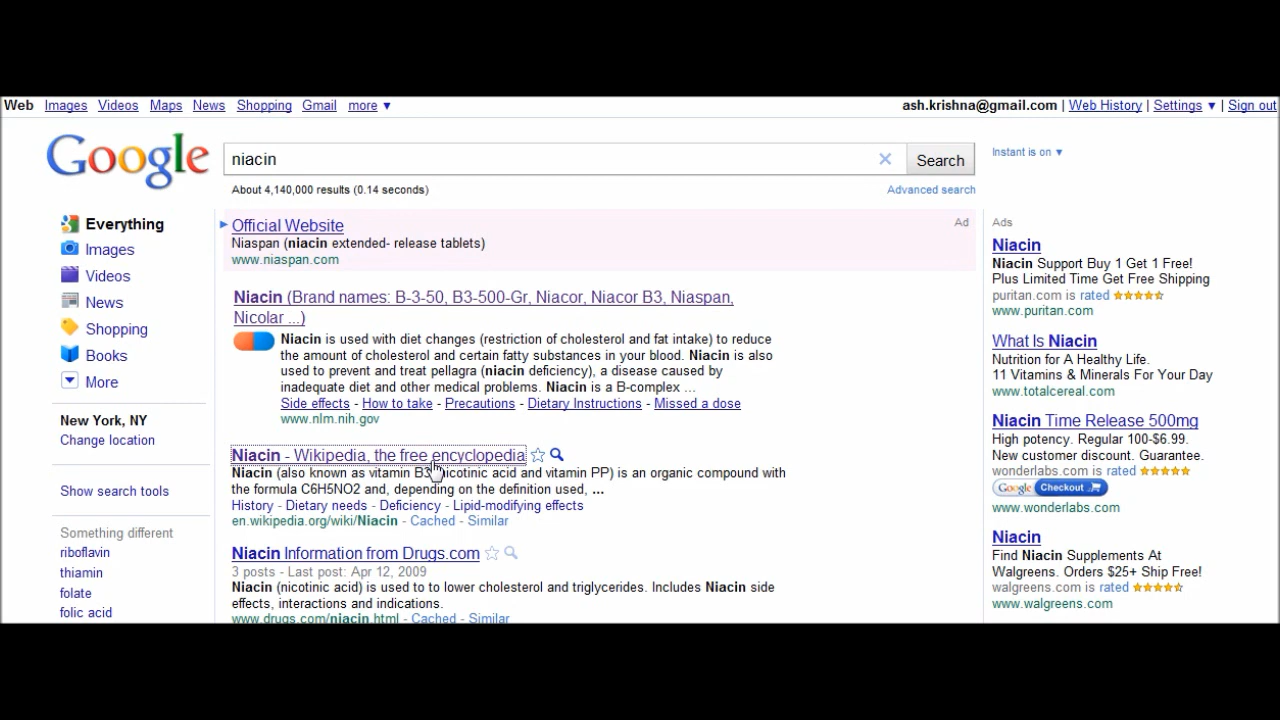 Web Images Videos Maps News Shopping Gmail more ▼
ash.krishna@gmail.com | Web History | Settings ▼ | Sign out
Google
niacin
Search
Instant is on ▼
About 4,140,000 results (0.14 seconds)
Advanced search
Everything
Images
Videos
News
Shopping
Books
More
New York, NY
Change location
Show search tools
Something different
riboflavin
thiamin
folate
folic acid
Official Website
Ad
Niaspan (niacin extended- release tablets)
www.niaspan.com
Niacin (Brand names: B-3-50, B3-500-Gr, Niacor, Niacor B3, Niaspan,
Nicolar ...)
Niacin is used with diet changes (restriction of cholesterol and fat intake) to reduce
the amount of cholesterol and certain fatty substances in your blood. Niacin is also
used to prevent and treat pellagra (niacin deficiency), a disease caused by
inadequate diet and other medical problems. Niacin is a B-complex ...
Side effects - How to take - Precautions - Dietary Instructions - Missed a dose
www.nlm.nih.gov
Niacin - Wikipedia, the free encyclopedia
Niacin (also known as vitamin B3, nicotinic acid and vitamin PP) is an organic compound with
the formula C6H5NO2 and, depending on the definition used, ...
History - Dietary needs - Deficiency - Lipid-modifying effects
en.wikipedia.org/wiki/Niacin - Cached - Similar
Niacin Information from Drugs.com
3 posts - Last post: Apr 12, 2009
Niacin (nicotinic acid) is used to to lower cholesterol and triglycerides. Includes Niacin side
effects, interactions and indications.
www.drugs.com/niacin.html - Cached - Similar
Ads
Niacin
Niacin Support Buy 1 Get 1 Free!
Plus Limited Time Get Free Shipping
puritan.com is rated
www.puritan.com
What Is Niacin
Nutrition for A Healthy Life.
11 Vitamins & Minerals For Your Day
www.totalcereal.com
Niacin Time Release 500mg
High potency. Regular 100-$6.99.
New customer discount. Guarantee.
wonderlabs.com is rated
Google Checkout
www.wonderlabs.com
Niacin
Find Niacin Supplements At
Walgreens. Orders $25+ Ship Free!
walgreens.com is rated
www.walgreens.com